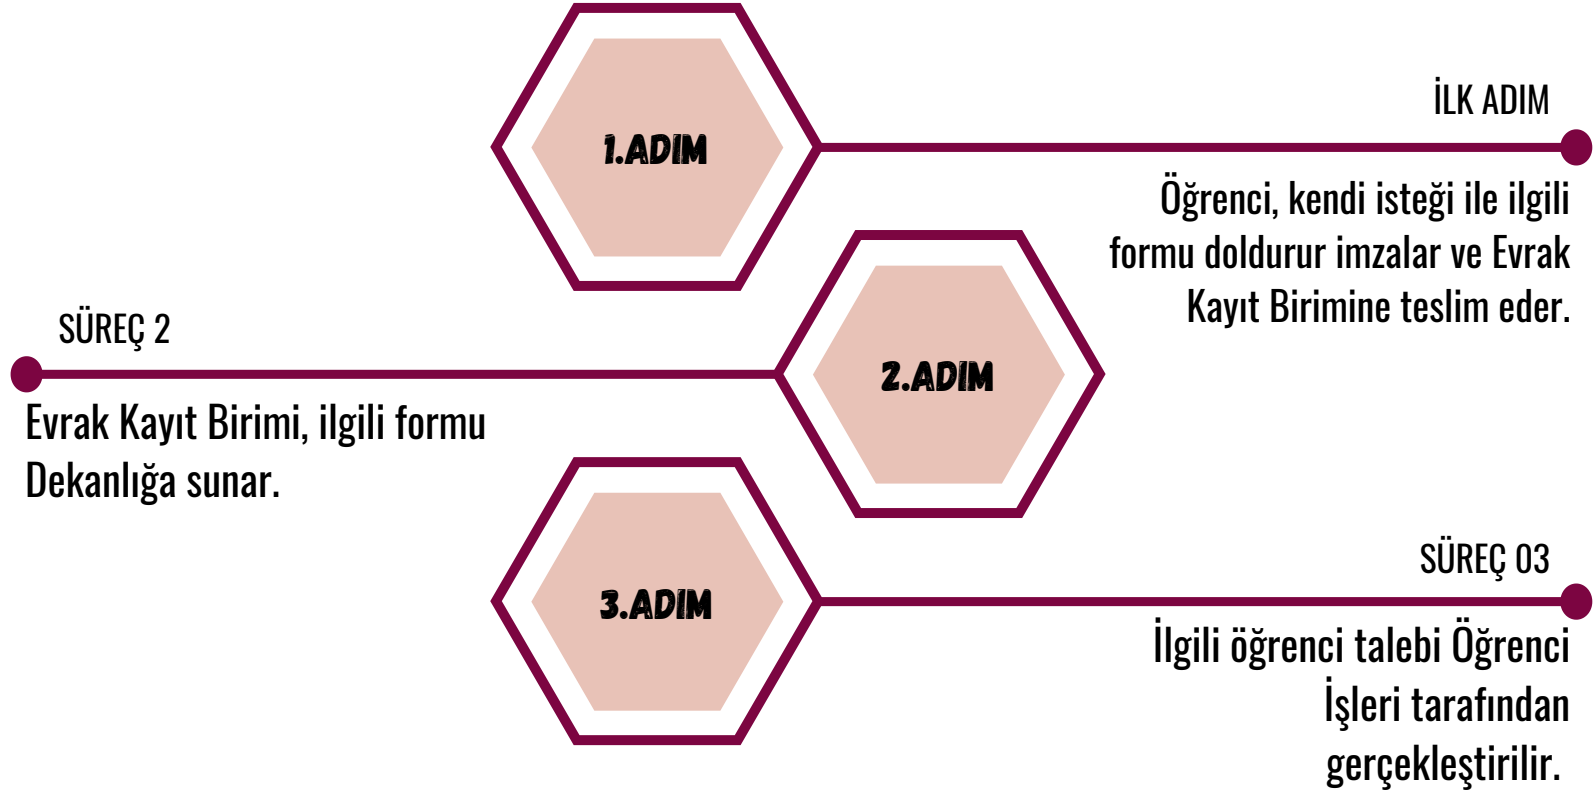 1.ADIM
İLK ADIM
Öğrenci, kendi isteği ile ilgili
formu doldurur imzalar ve Evrak
Kayıt Birimine teslim eder.
2.ADIM
SÜREÇ 2
Evrak Kayıt Birimi, ilgili formu
Dekanlığa sunar.
3.ADIM
SÜREÇ 03
İlgili öğrenci talebi Öğrenci
İşleri tarafından
gerçekleştirilir.